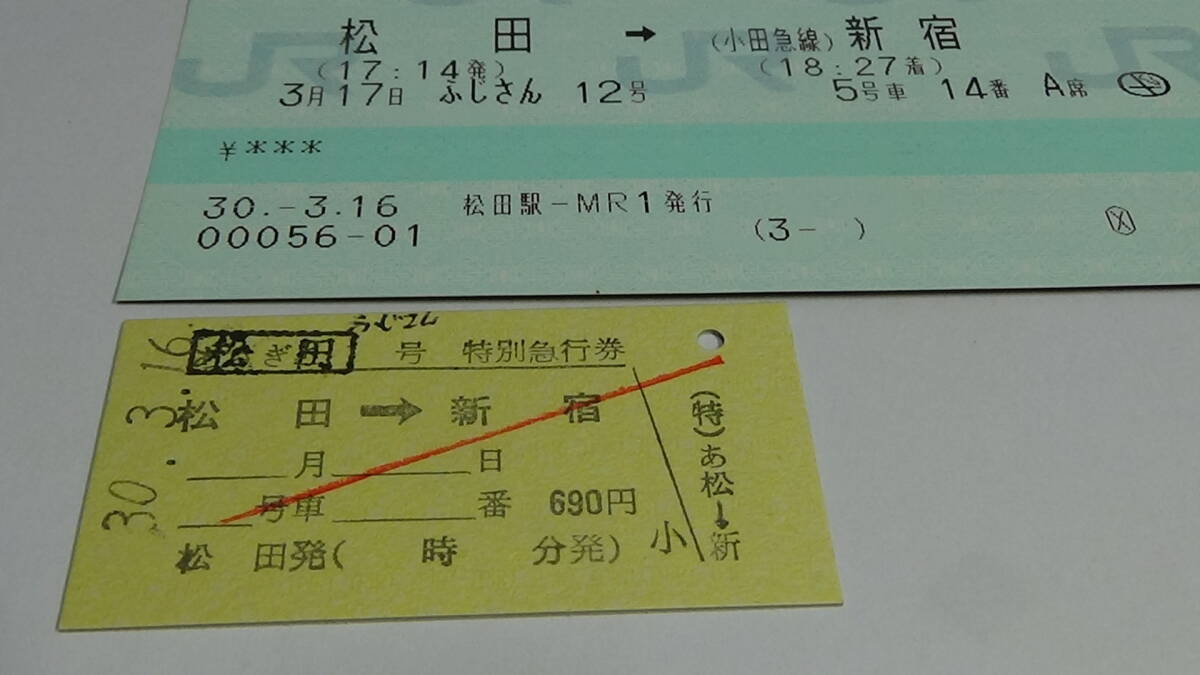 松 田 → (小田急線)新 宿
(17:14発) (18:27着)
3月17日 ふじさん 12号 5号車 14番 A席
¥***
30.-3.16 松田駅-MR1発行
00056-01 (3- )
ふじさん
松田 ぎ 号 特別急行券
松 田 → 新 宿
月 日
号車 番 690円
松 田発( 時 分発) 小
30. 3. 16
(特)あ松→新